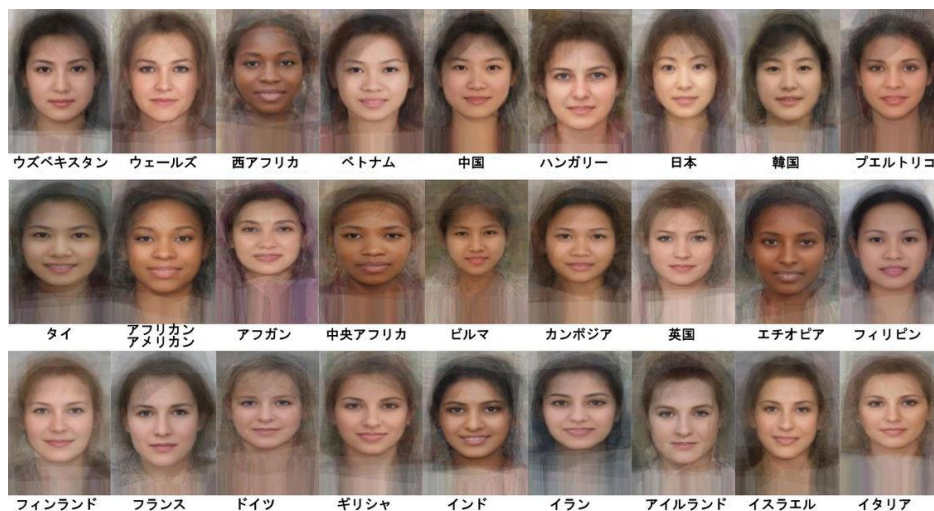 ウズベキスタン ウェールズ 西アフリカ ベトナム 中国 ハンガリー 日本 韓国 プエルトリコ
タイ アフリカン アメリカン アフガン 中央アフリカ ビルマ カンボジア 英国 エチオピア フィリピン
フィンランド フランス ドイツ ギリシャ インド イラン アイルランド イスラエル イタリア